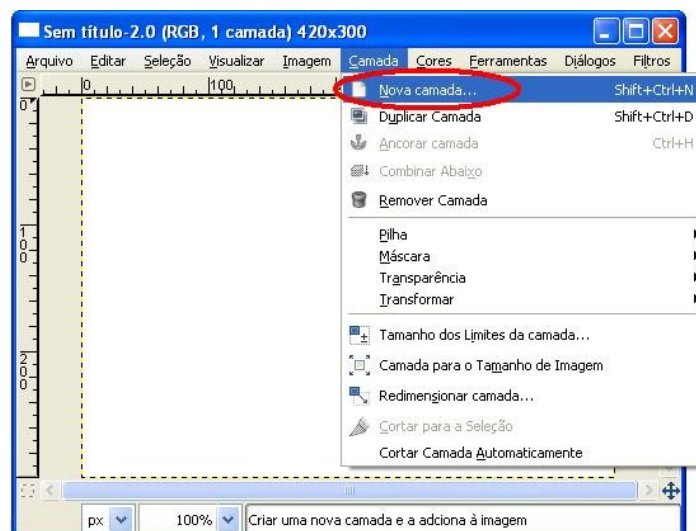 Sem título-2.0 (RGB, 1 camada) 420x300
Arquivo Editar Seleção Visualizar Imagem Camada Cores Ferramentas Diálogos Filtros
0 100
0
Nova camada... Shift+Ctrl+N
Duplicar Camada Shift+Ctrl+D
Ancorar camada Ctrl+H
Combinar Abaixo
Remover Camada
100
Pilha
Máscara
Transparência
Transformar
Tamanho dos Limites da camada...
200
Camada para o Tamanho de Imagem
Redimensionar camada...
Cortar para a Seleção
Cortar Camada Automaticamente
px 100% Criar uma nova camada e a adciona à imagem